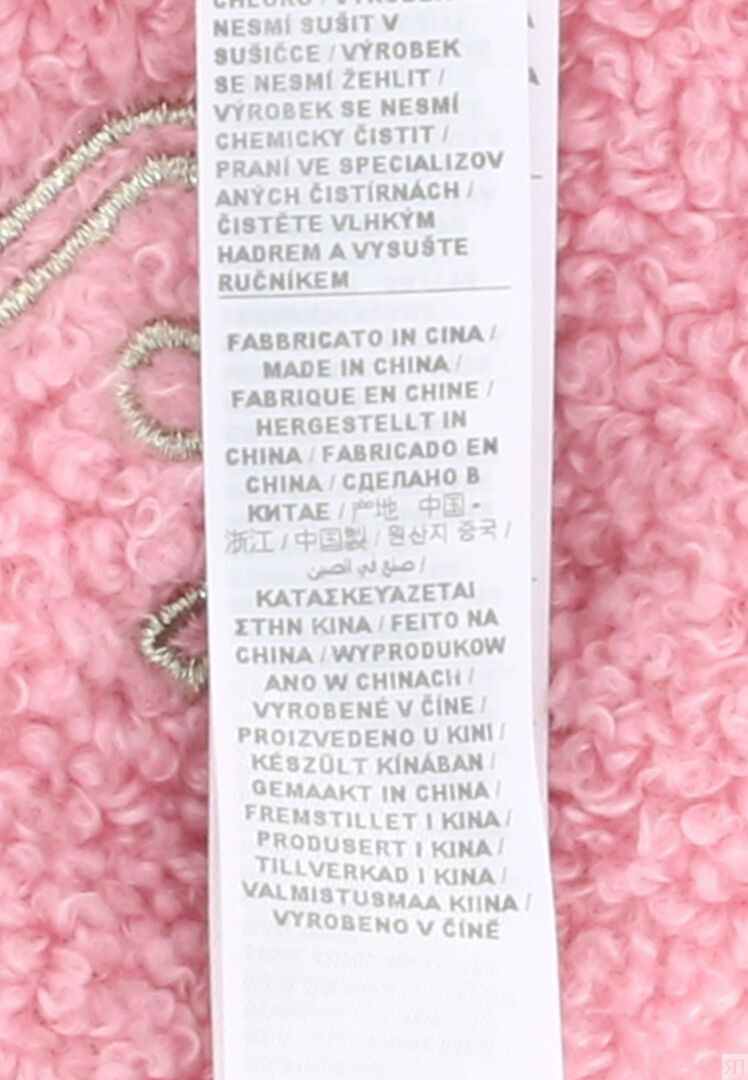 NESMÍ SUŠIT V
SUŠIČCE / VÝROBEK
SE NESMÍ ŽEHLIT /
VÝROBEK SE NESMÍ
CHEMICKY ČISTIT /
PRANÍ VE SPECIALIZOV
ANÝCH ČISTÍRNÁCH /
ČISTĚTE VLHKÝM
HADREM A VYSUŠTE
RUČNÍKEM
FABBRICATO IN CINA /
MADE IN CHINA /
FABRIQUE EN CHINE /
HERGESTELLT IN
CHINA / FABRICADO EN
CHINA / СДЕЛАНО В
КИТАЕ / 产地 中国 -
浙江 / 中国製 / 원산지 중국 /
صنع في الصين /
ΚΑΤΑΣΚΕΥΑΖΕΤΑΙ
ΣΤΗΝ ΚΙΝΑ / FEITO NA
CHINA / WYPRODUKOW
ANO W CHINACH /
VYROBENÉ V ČÍNE /
PROIZVEDENO U KINI /
KÉSZÜLT KÍNÁBAN /
GEMAAKT IN CHINA /
FREMSTILLET I KINA /
PRODUSERT I KINA /
TILLVERKAD I KINA /
VALMISTUSMAA KIINA /
VYROBENO V ČÍNĚ